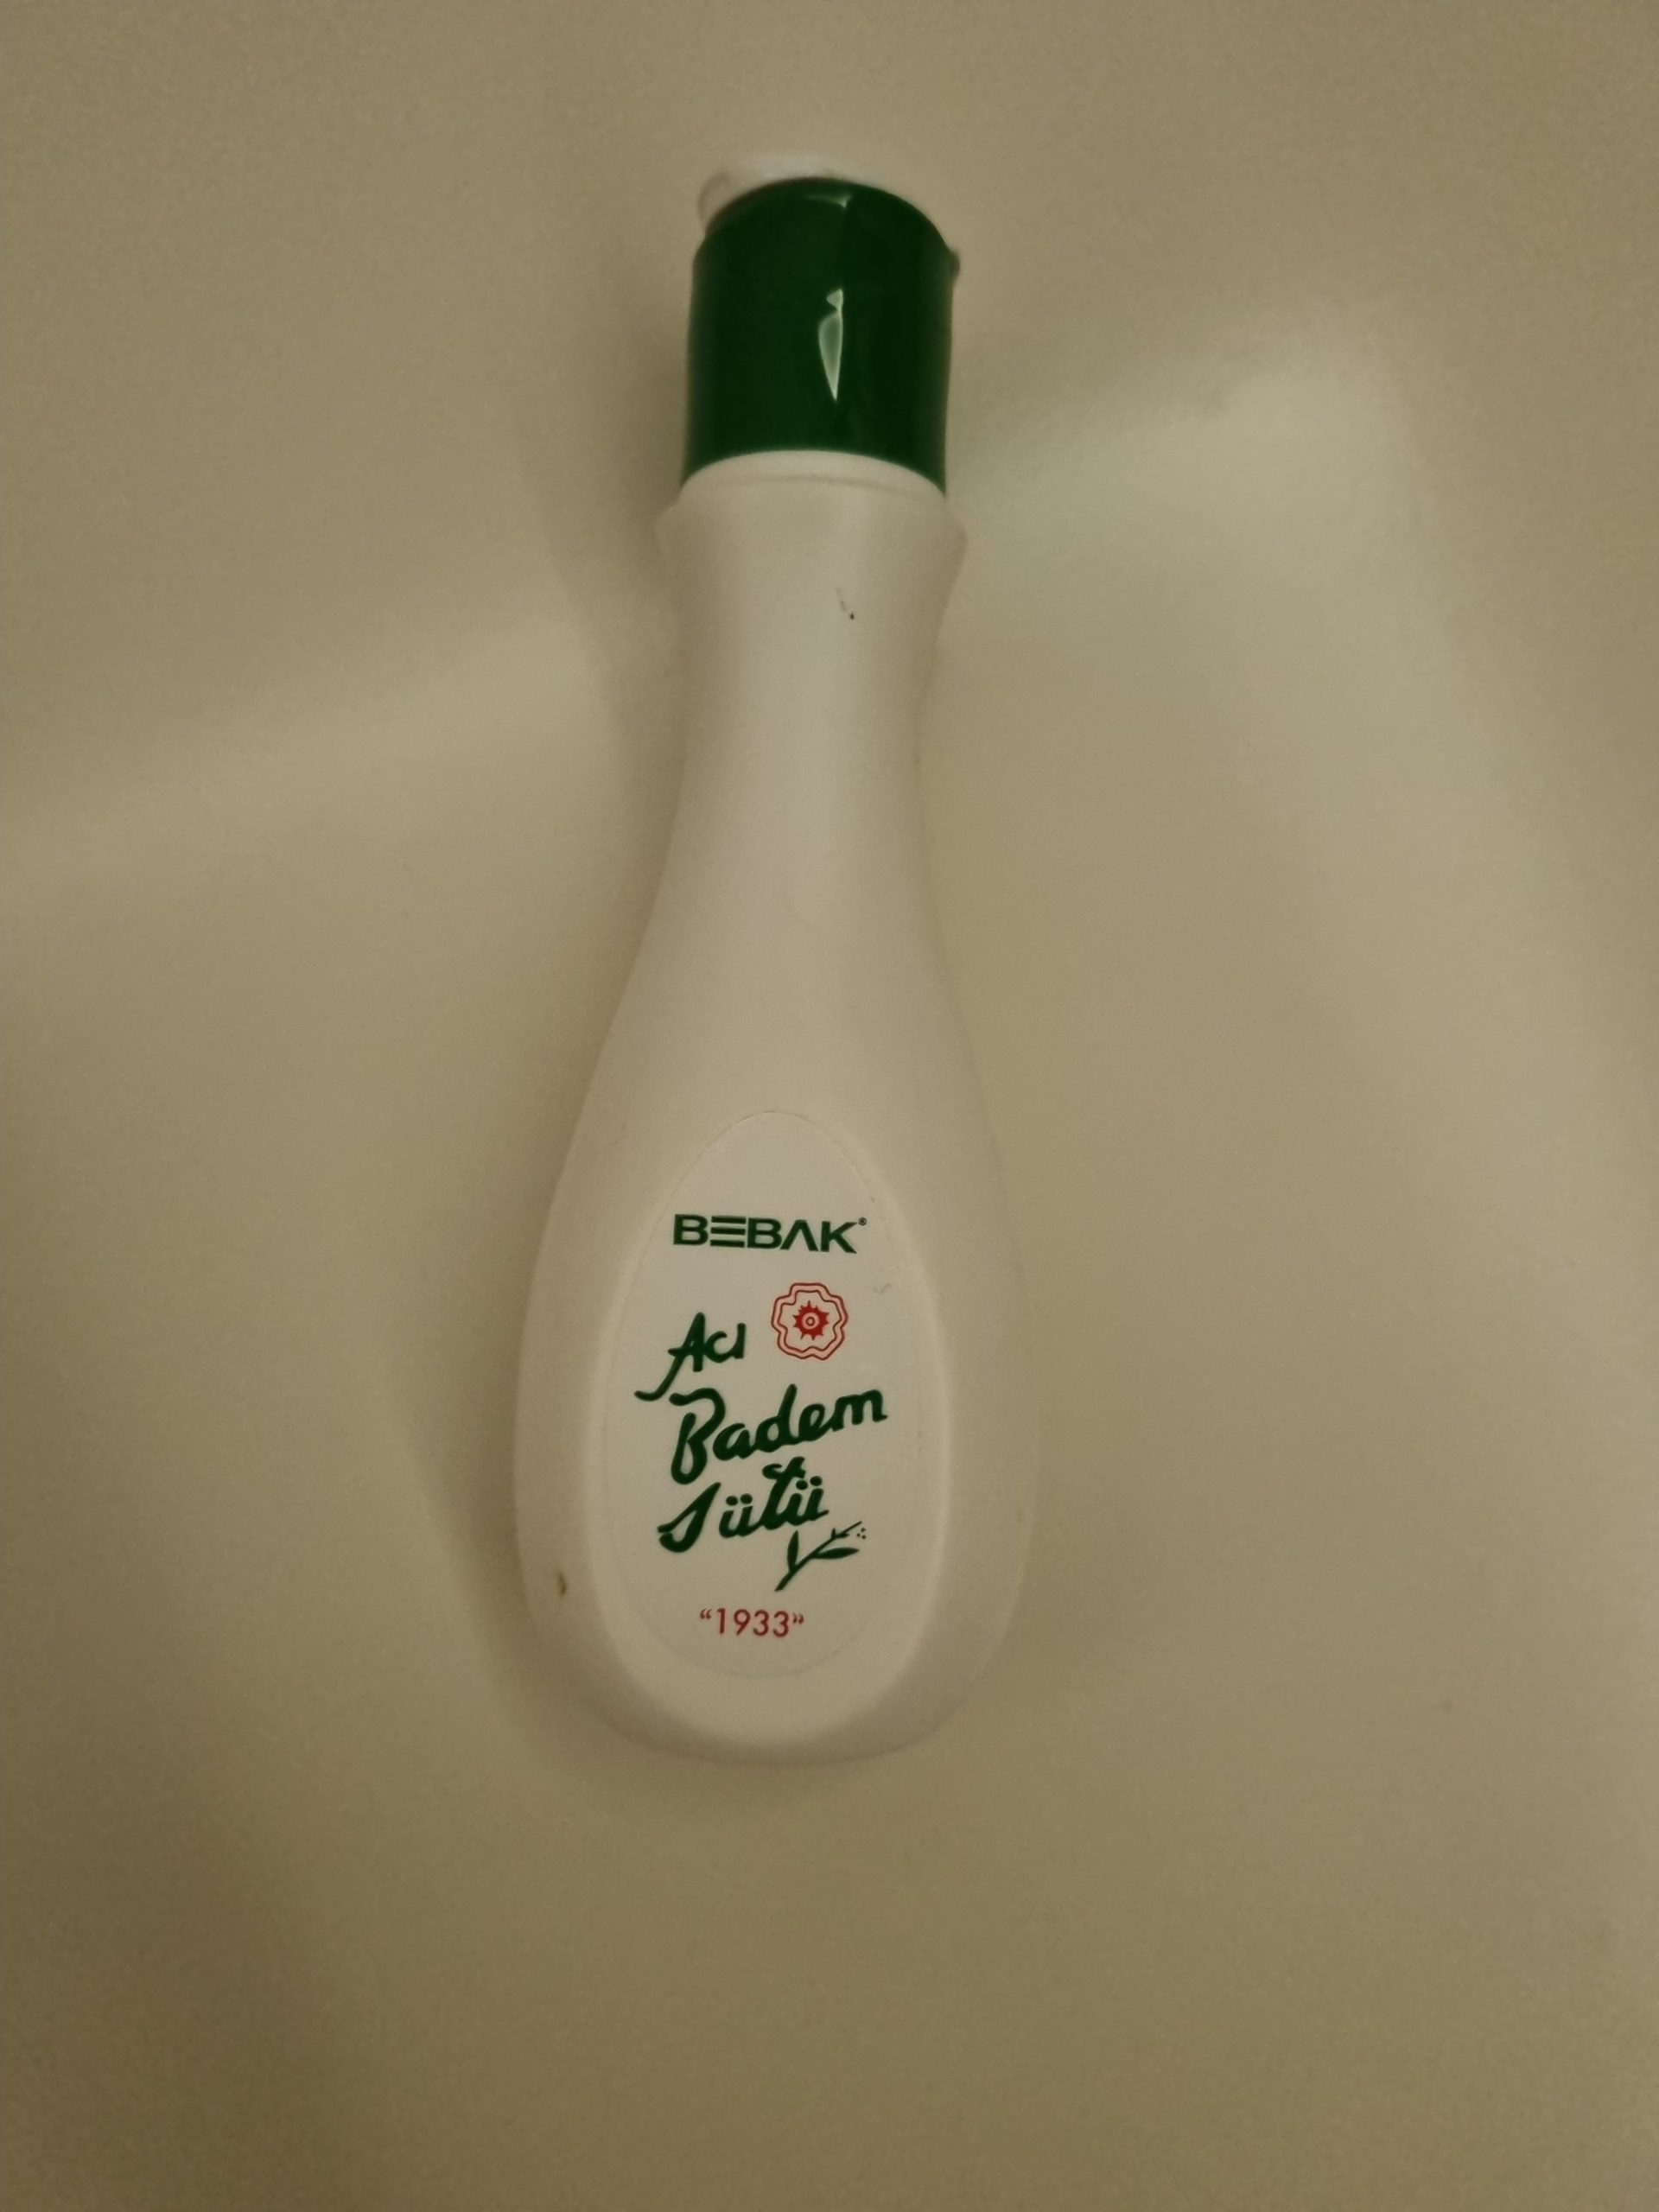 BEBAK®
Acı
Badem
Sütü
"1933"